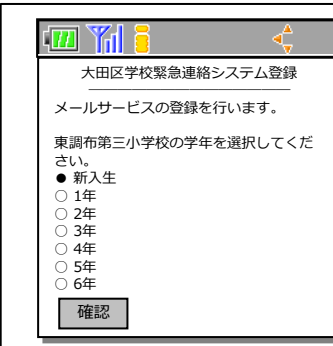 大田区学校緊急連絡システム登録
メールサービスの登録を行います。
東調布第三小学校の学年を選択してくだ
さい。
● 新入生
○ 1年
○ 2年
○ 3年
○ 4年
○ 5年
○ 6年
確認